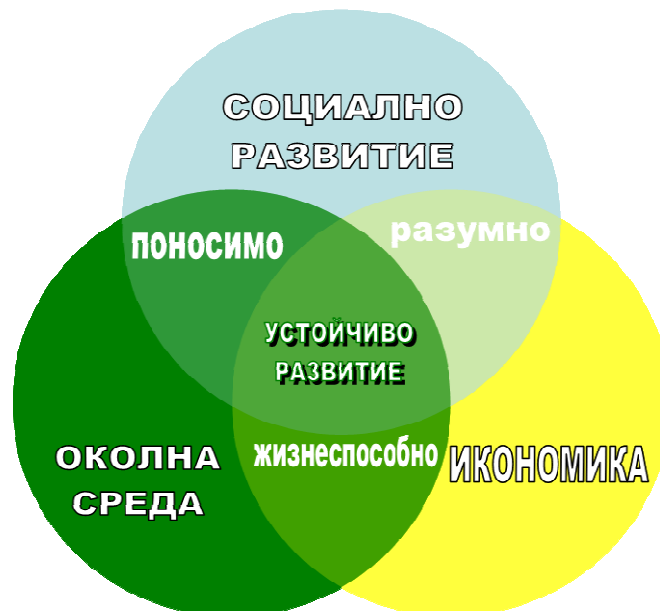 СОЦИАЛНО
РАЗВИТИЕ
поносимо
разумно
УСТОЙЧИВО
РАЗВИТИЕ
жизнеспособно
ОКОЛНА
СРЕДА
ИКОНОМИКА